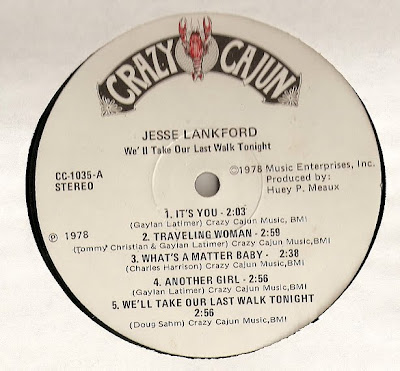 CRAZY CAJUN
JESSE LANKFORD
We'll Take Our Last Walk Tonight
CC-1035-A
STEREO
©1978 Music Enterprises, Inc.
Produced by:
Huey P. Meaux
℗ 1978
1. IT'S YOU - 2:03
(Gaylan Latimer) Crazy Cajun Music,BMI
2. TRAVELING WOMAN - 2:59
(Tommy Christian & Gaylan Latimer) Crazy Cajun Music,BMI
3. WHAT'S A MATTER BABY - 2:38
(Charles Harrison) Crazy Cajun Music,BMI
4. ANOTHER GIRL - 2:56
(Gaylan Latimer) Crazy Cajun Music,BMI
5. WE'LL TAKE OUR LAST WALK TONIGHT
2:56
(Doug Sahm) Crazy Cajun Music,BMI